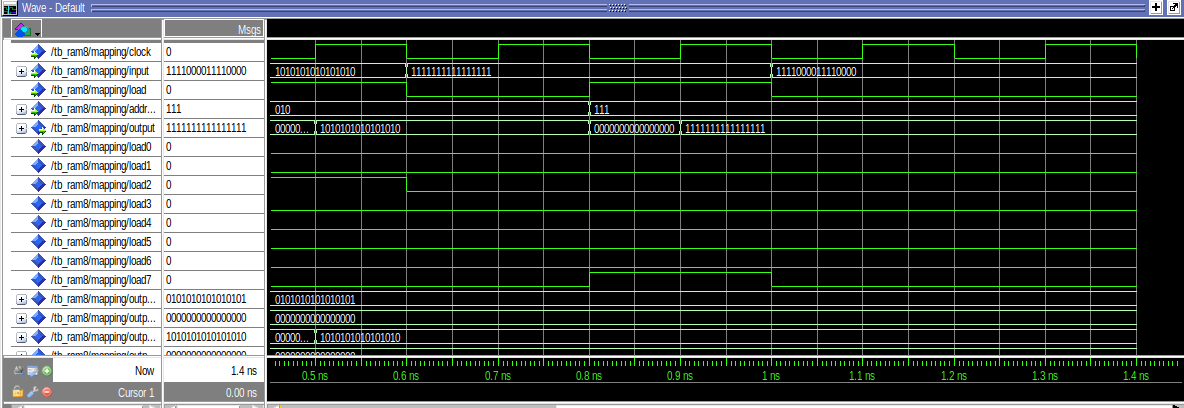 Wave - Default
Msgs
/tb_ram8/mapping/clock 0
/tb_ram8/mapping/input 1111000011110000 1010101010101010 1111111111111111 1111000011110000
/tb_ram8/mapping/load 0
/tb_ram8/mapping/addr... 111 010 111
/tb_ram8/mapping/output 1111111111111111 00000... 1010101010101010 0000000000000000 1111111111111111
/tb_ram8/mapping/load0 0
/tb_ram8/mapping/load1 0
/tb_ram8/mapping/load2 0
/tb_ram8/mapping/load3 0
/tb_ram8/mapping/load4 0
/tb_ram8/mapping/load5 0
/tb_ram8/mapping/load6 0
/tb_ram8/mapping/load7 0
/tb_ram8/mapping/outp... 0101010101010101 0101010101010101
/tb_ram8/mapping/outp... 0000000000000000 0000000000000000
/tb_ram8/mapping/outp... 1010101010101010 00000... 1010101010101010
/tb_ram8/mapping/outp... 0000000000000000 0000000000000000
Now 1.4 ns 0.5 ns 0.6 ns 0.7 ns 0.8 ns 0.9 ns 1 ns 1.1 ns 1.2 ns 1.3 ns 1.4 ns
Cursor 1 0.00 ns